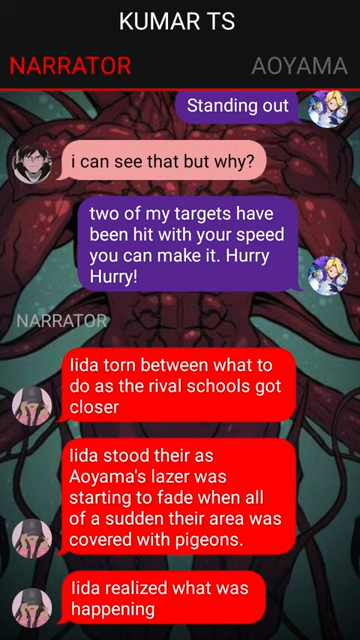 KUMAR TS
NARRATOR
AOYAMA
Standing out
i can see that but why?
two of my targets have
been hit with your speed
you can make it. Hurry
Hurry!
NARRATOR
Iida torn between what to
do as the rival schools got
closer
Iida stood their as
Aoyama's lazer was
starting to fade when all
of a sudden their area was
covered with pigeons.
Iida realized what was
happening